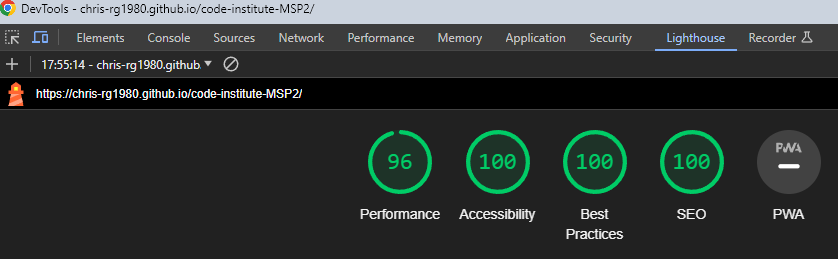 DevTools - chris-rg1980.github.io/code-institute-MSP2/
Elements Console Sources Network Performance Memory Application Security Lighthouse Recorder
17:55:14 - chris-rg1980.github.
https://chris-rg1980.github.io/code-institute-MSP2/
96 100 100 100 PWA
Performance Accessibility Best Practices SEO PWA